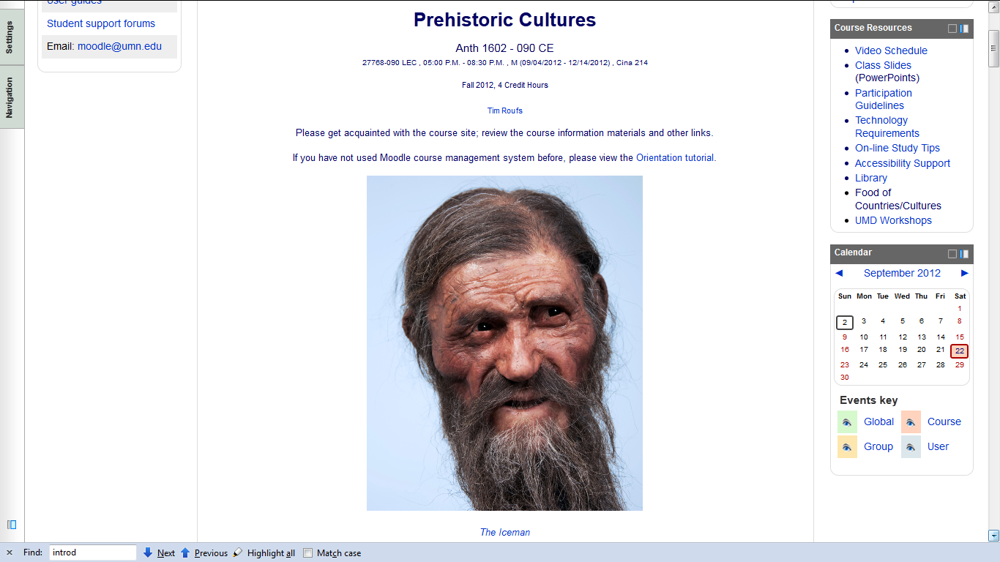 User guides
Student support forums
Email: moodle@umn.edu
Settings
Navigation
Prehistoric Cultures
Anth 1602 - 090 CE
27768-090 LEC , 05:00 P.M. - 08:30 P.M. , M (09/04/2012 - 12/14/2012) , Cina 214
Fall 2012, 4 Credit Hours
Tim Roufs
Please get acquainted with the course site; review the course information materials and other links.
If you have not used Moodle course management system before, please view the Orientation tutorial.
The Iceman
Course Resources
Video Schedule
Class Slides
(PowerPoints)
Participation
Guidelines
Technology
Requirements
On-line Study Tips
Accessibility Support
Library
Food of
Countries/Cultures
UMD Workshops
Calendar
◄ September 2012 ►
Sun Mon Tue Wed Thu Fri Sat
1
2 3 4 5 6 7 8
9 10 11 12 13 14 15
16 17 18 19 20 21 22
23 24 25 26 27 28 29
30
Events key
Global Course
Group User
x Find: introd Next Previous Highlight all Match case